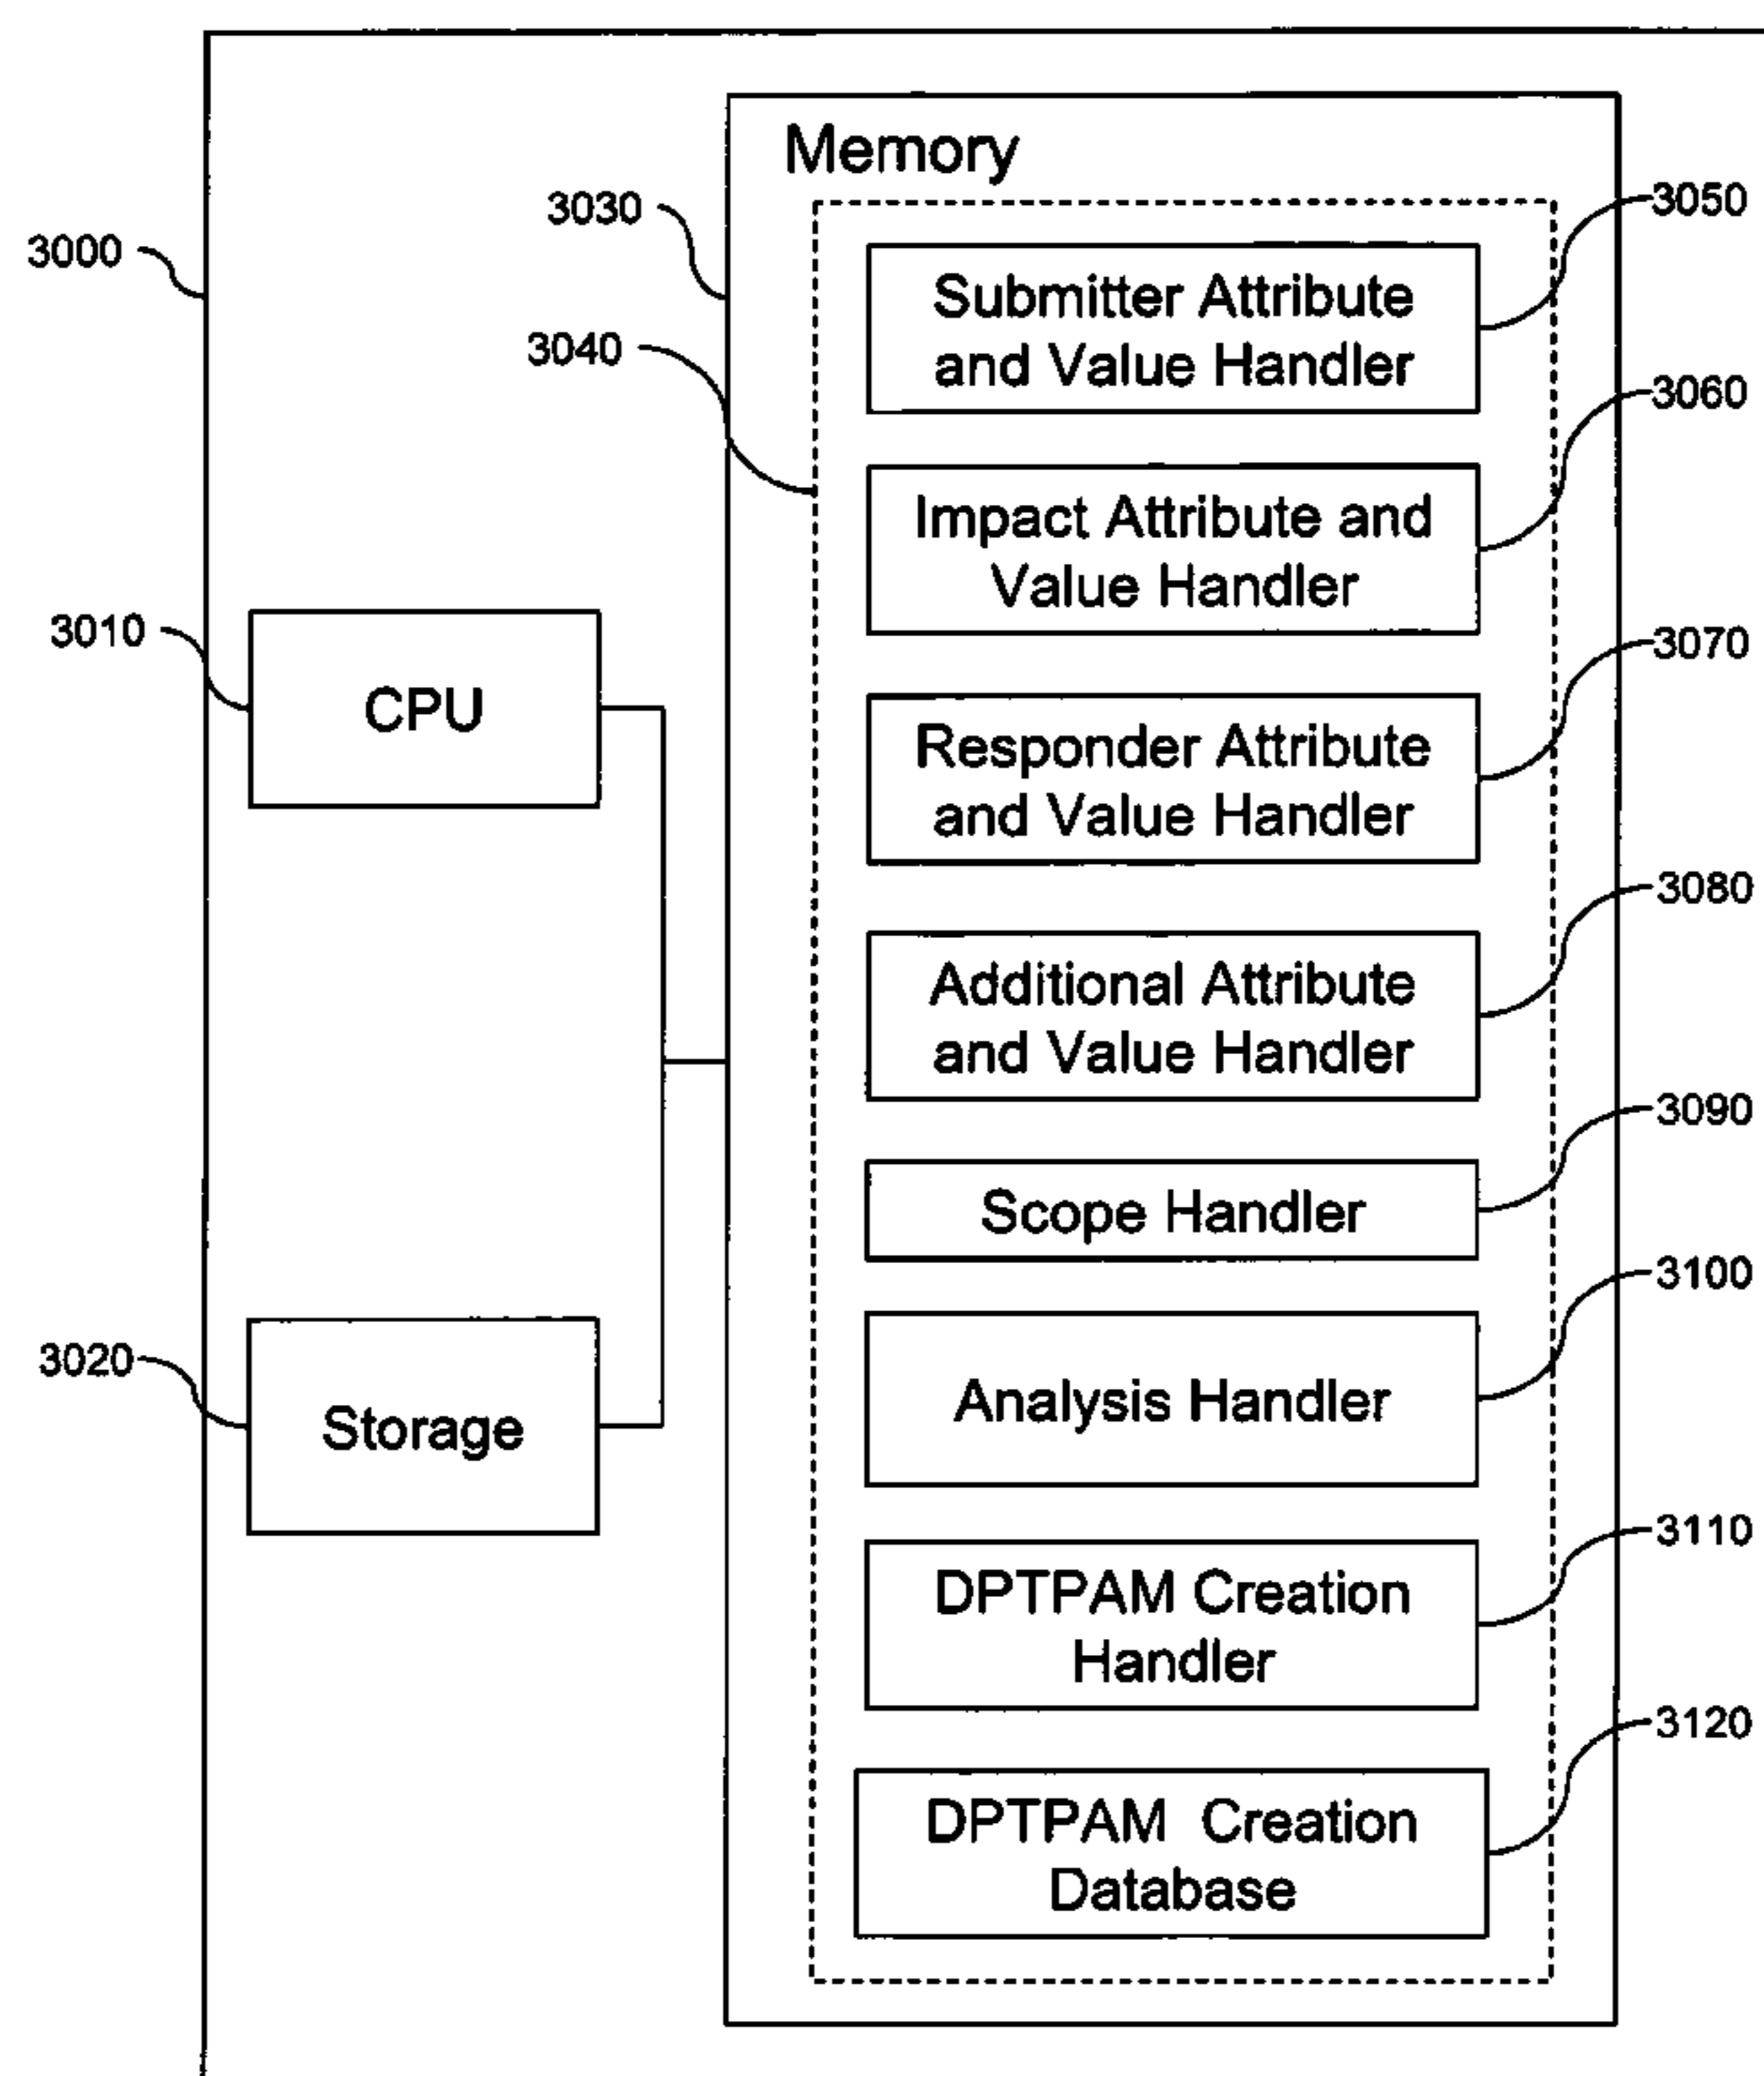 Memory
3050
3030
3000
Submitter Attribute
and Value Handler
3040
3060
Impact Attribute and
Value Handler
3010
3070
CPU
Responder Attribute
and Value Handler
3080
Additional Attribute
and Value Handler
3090
Scope Handler
3100
3020
Analysis Handler
Storage
3110
DPTPAM Creation
Handler
3120
DPTPAM Creation
Database